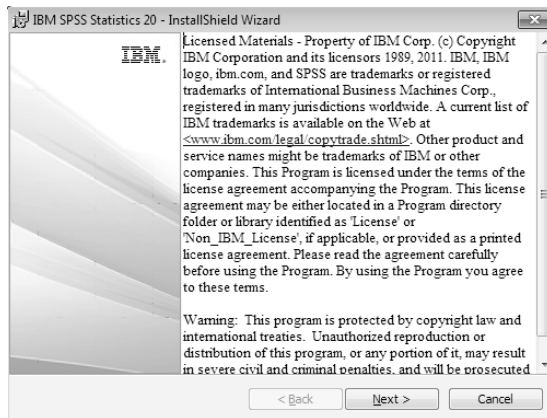 IBM SPSS Statistics 20 - InstallShield Wizard
IBM.
Licensed Materials - Property of IBM Corp. (c) Copyright
IBM Corporation and its licensors 1989, 2011. IBM, IBM
logo, ibm.com, and SPSS are trademarks or registered
trademarks of International Business Machines Corp.,
registered in many jurisdictions worldwide. A current list of
IBM trademarks is available on the Web at
<www.ibm.com/legal/copytrade.shtml>. Other product and
service names might be trademarks of IBM or other
companies. This Program is licensed under the terms of the
license agreement accompanying the Program. This license
agreement may be either located in a Program directory
folder or library identified as 'License' or
'Non_IBM_License', if applicable, or provided as a printed
license agreement. Please read the agreement carefully
before using the Program. By using the Program you agree
to these terms.
Warning: This program is protected by copyright law and
international treaties. Unauthorized reproduction or
distribution of this program, or any portion of it, may result
in severe civil and criminal penalties, and will be prosecuted
< Back
Next >
Cancel